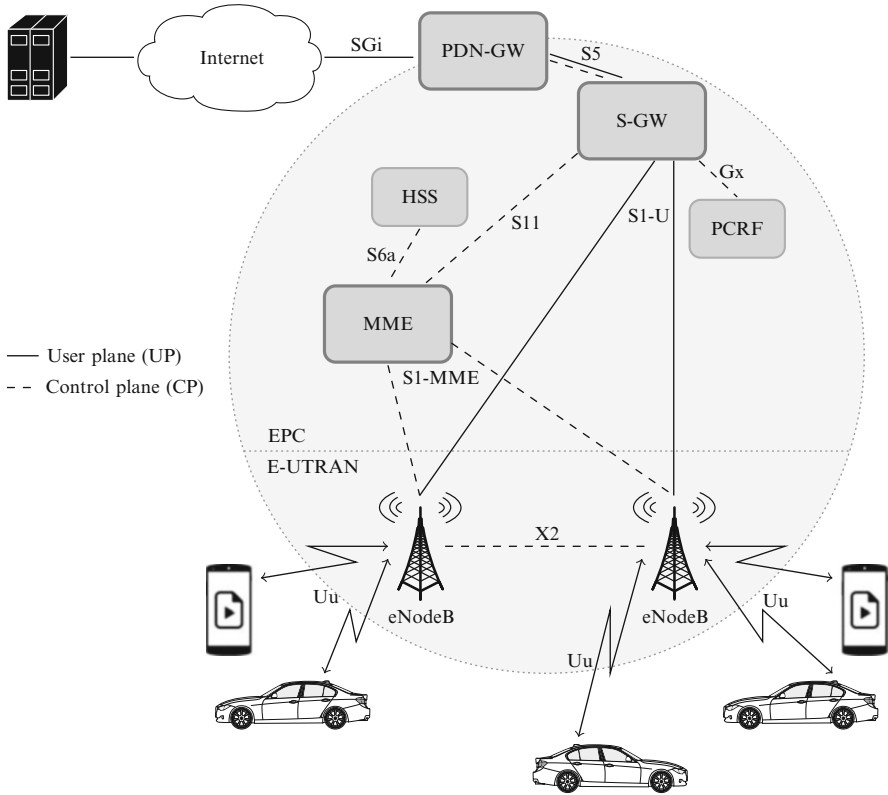 SGi
PDN-GW
Internet
S5
S-GW
Gx
HSS
S11
S1-U
PCRF
S6a
MME
User plane (UP)
S1-MME
Control plane (CP)
EPC
E-UTRAN
X2
Uu
eNodeB
eNodeB
Uu
Uu